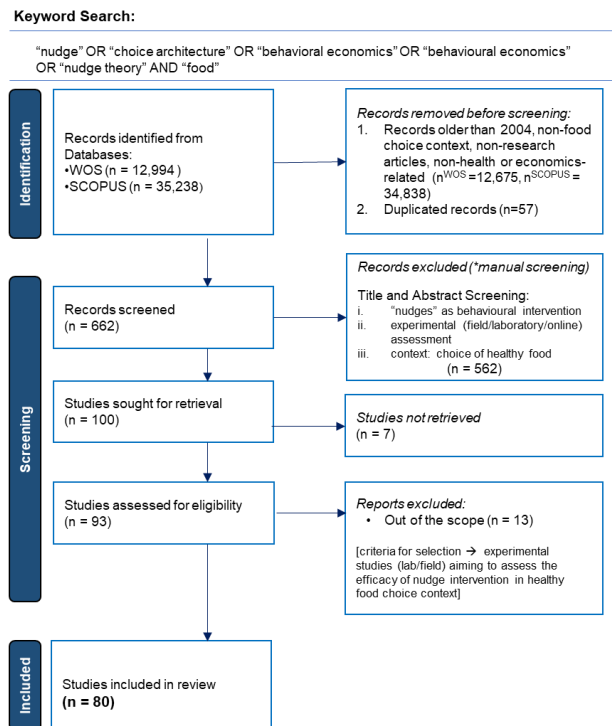 Keyword Search:
“nudge” OR “choice architecture” OR “behavioral economics” OR “behavioural economics”
OR “nudge theory” AND “food”
Identification
Records identified from
Databases:
•WOS (n = 12,994 )
•SCOPUS (n = 35,238)
Records removed before screening:
1. Records older than 2004, non-food
choice context, non-research
articles, non-health or economics-
related (nWOS =12,675, nSCOPUS =
34,838)
2. Duplicated records (n=57)
Screening
Records screened
(n = 662)
Records excluded (*manual screening)
Title and Abstract Screening:
i. “nudges” as behavioural intervention
ii. experimental (field/laboratory/online)
assessment
iii. context: choice of healthy food
(n = 562)
Studies sought for retrieval
(n = 100)
Studies not retrieved
(n = 7)
Studies assessed for eligibility
(n = 93)
Reports excluded:
• Out of the scope (n = 13)
[criteria for selection → experimental
studies (lab/field) aiming to assess the
efficacy of nudge intervention in healthy
food choice context]
Included
Studies included in review
(n = 80)